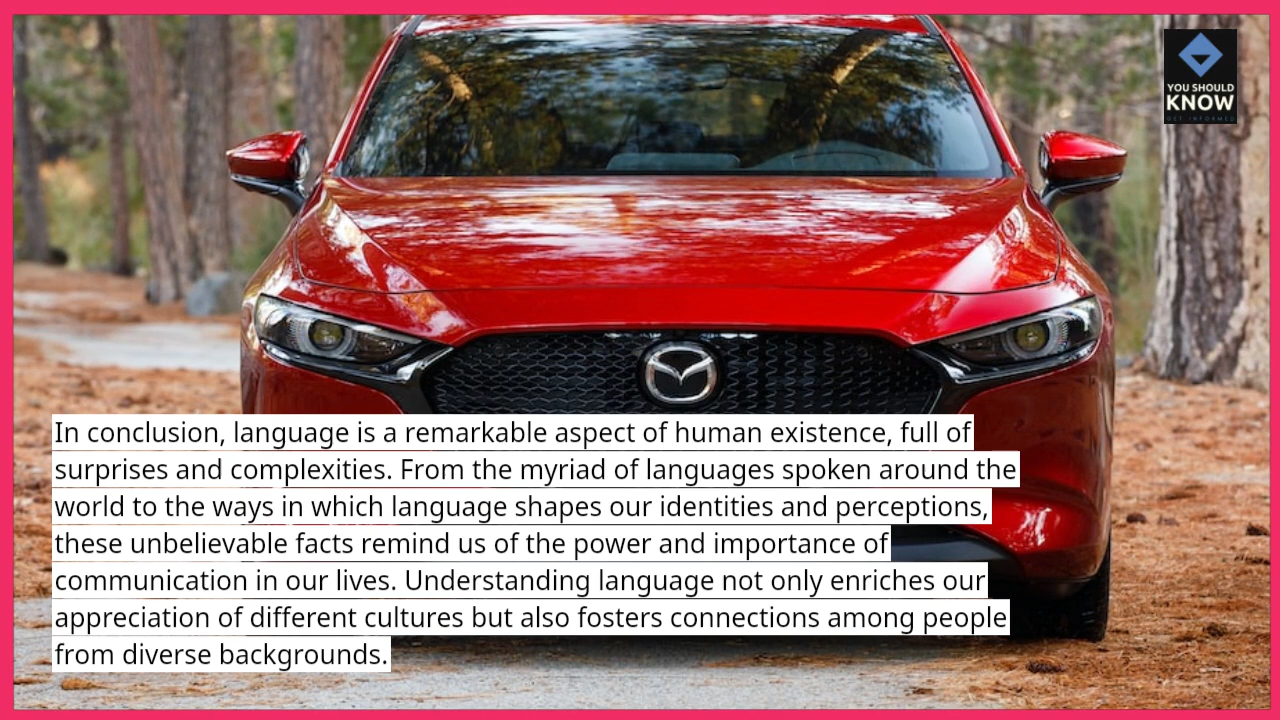 YOU SHOULD
KNOW
GET INFORMED
In conclusion, language is a remarkable aspect of human existence, full of
surprises and complexities. From the myriad of languages spoken around the
world to the ways in which language shapes our identities and perceptions,
these unbelievable facts remind us of the power and importance of
communication in our lives. Understanding language not only enriches our
appreciation of different cultures but also fosters connections among people
from diverse backgrounds.